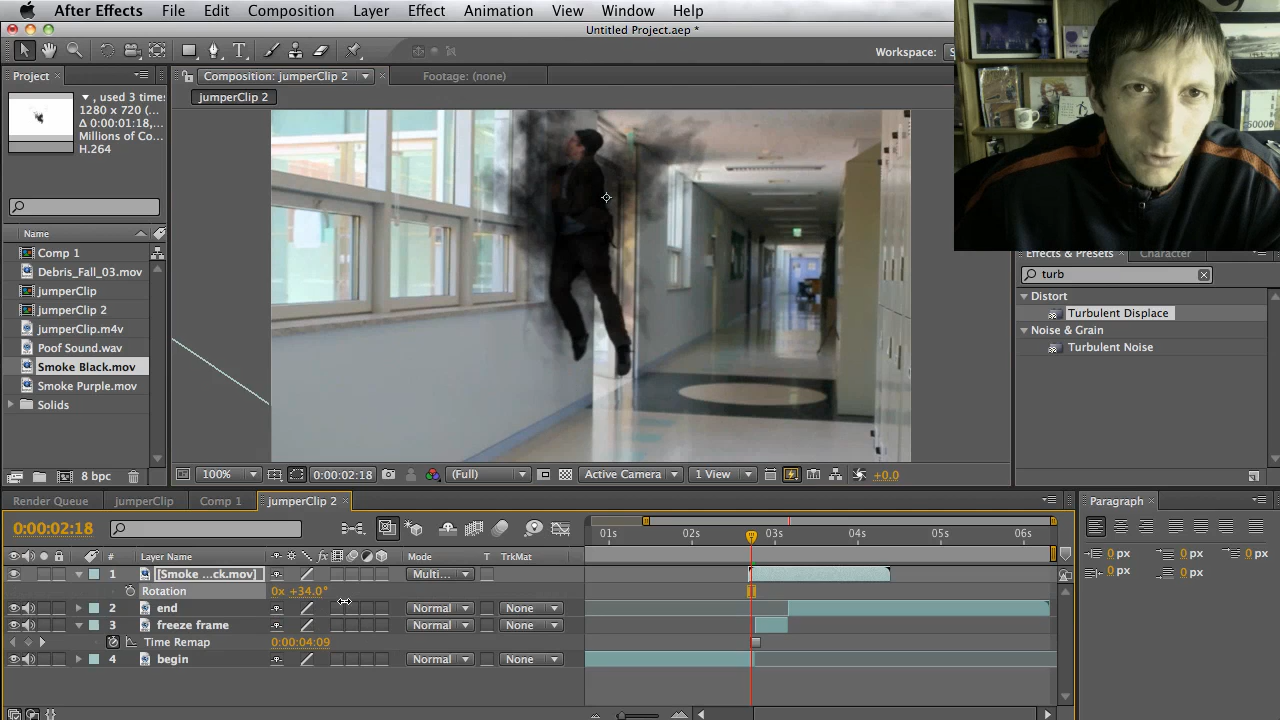 After Effects File Edit Composition Layer Effect Animation View Window Help
Untitled Project.aep *
Workspace: S
Project
Composition: jumperClip 2
Footage: (none)
jumperClip 2
, used 3 times
1280 x 720 (...
Δ 0:00:01:18,
Millions of Co...
H.264
Name
Comp 1
Debris_Fall_03.mov
jumperClip
jumperClip 2
jumperClip.m4v
Poof Sound.wav
Smoke Black.mov
Smoke Purple.mov
Solids
8 bpc
100%
0:00:02:18
(Full)
Active Camera
1 View
+0.0
Effects & Presets
Character
turb
Distort
Turbulent Displace
Noise & Grain
Turbulent Noise
50000
Render Queue
jumperClip
Comp 1
jumperClip 2
0:00:02:18
01s 02s 03s 04s 05s 06s
# Layer Name fx Mode T TrkMat
1 [Smoke ...ck.mov] Multi...
Rotation 0x +34.0°
2 end Normal None
3 freeze frame Normal None
Time Remap 0:00:04:09
4 begin Normal None
Paragraph
0 px 0 px 0 px
0 px 0 px